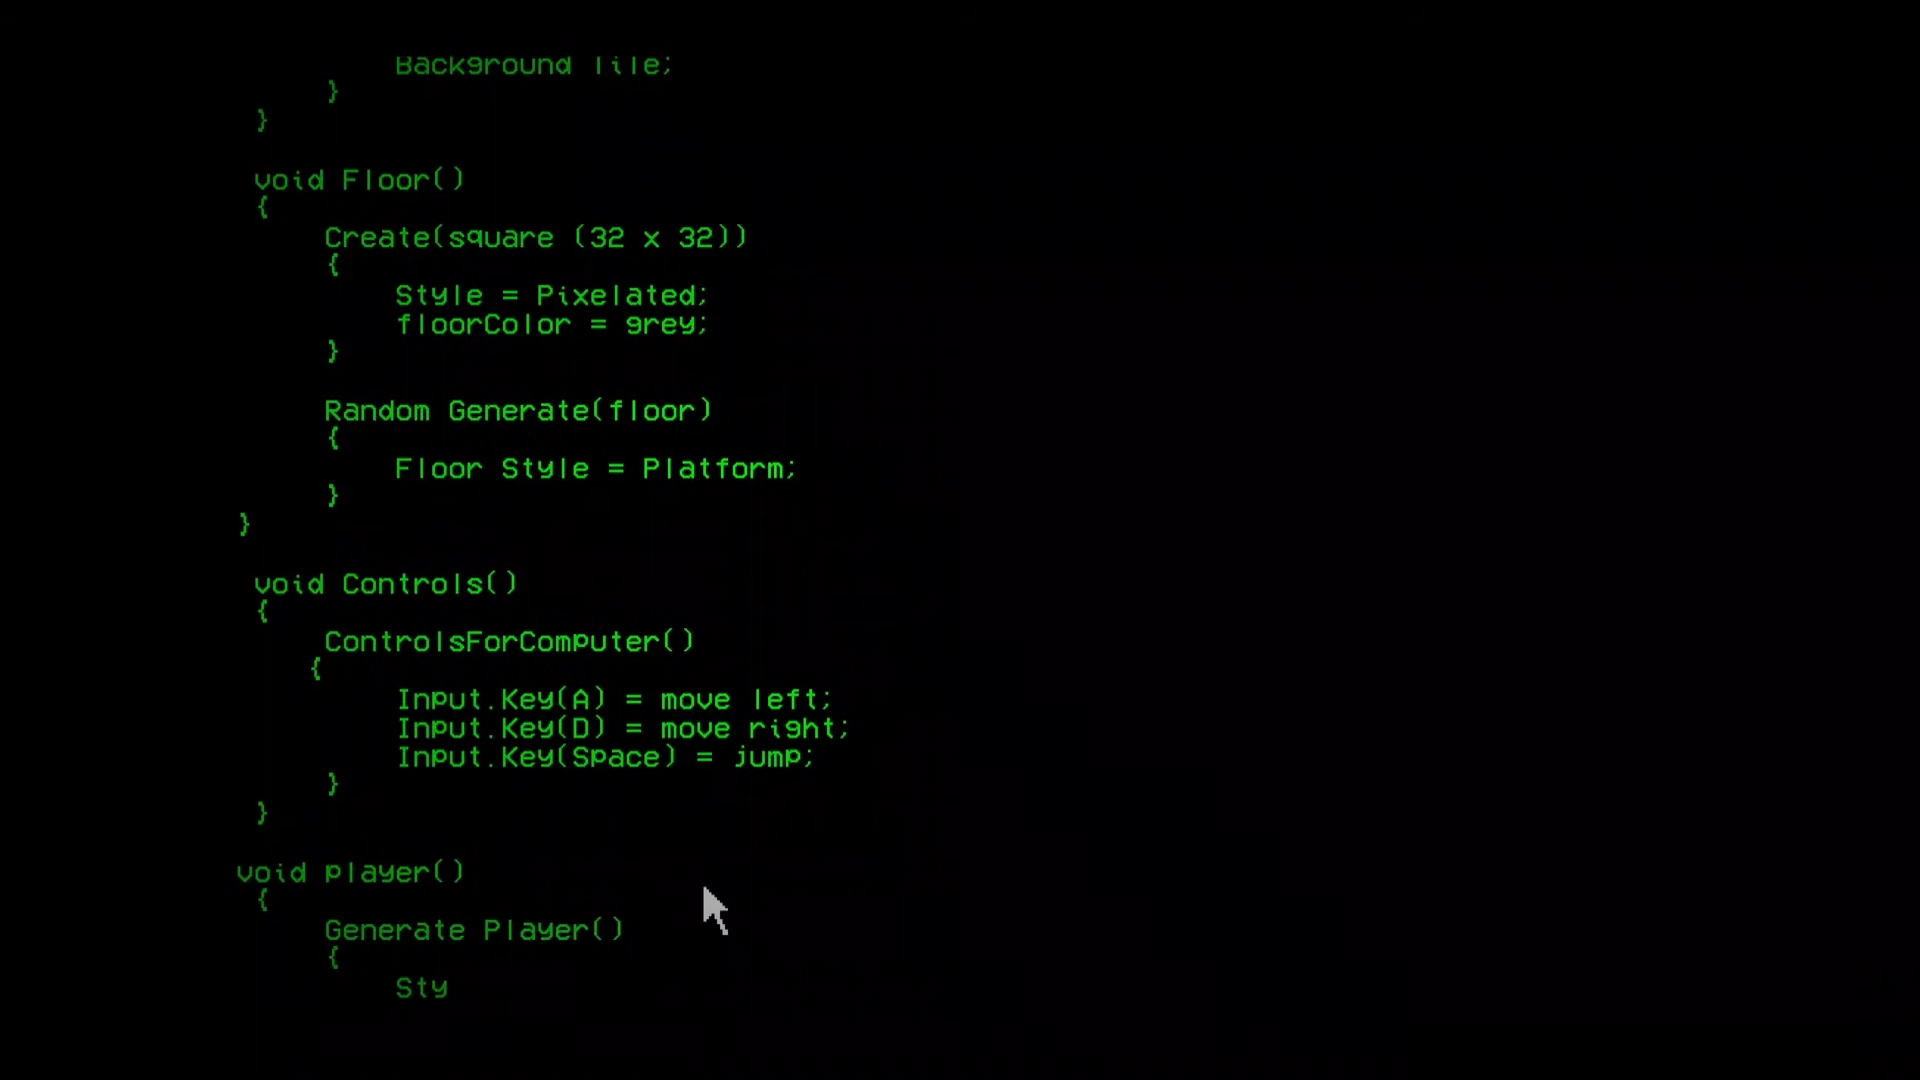 Background Tile;
}
}
void Floor()
{
Create(square (32 x 32))
{
Style = Pixelated;
floorColor = grey;
}
Random Generate(floor)
{
Floor Style = Platform;
}
}
void Controls()
{
ControlsForComputer()
{
Input.Key(A) = move left;
Input.Key(D) = move right;
Input.Key(Space) = jump;
}
}
void player()
{
Generate Player()
{
Sty